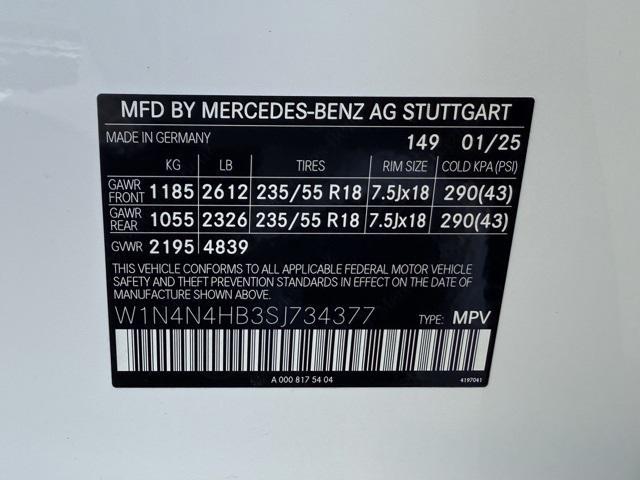 MFD BY MERCEDES-BENZ AG STUTTGART
MADE IN GERMANY 149 01/25
KG LB TIRES RIM SIZE COLD KPA (PSI)
GAWR FRONT 1185 2612 235/55 R18 7.5Jx18 290(43)
GAWR REAR 1055 2326 235/55 R18 7.5Jx18 290(43)
GVWR 2195 4839
THIS VEHICLE CONFORMS TO ALL APPLICABLE FEDERAL MOTOR VEHICLE
SAFETY AND THEFT PREVENTION STANDARDS IN EFFECT ON THE
DATE OF MANUFACTURE SHOWN ABOVE.
W1N4N4HB3SJ734377 TYPE: MPV
A 000 817 54 04 4197041